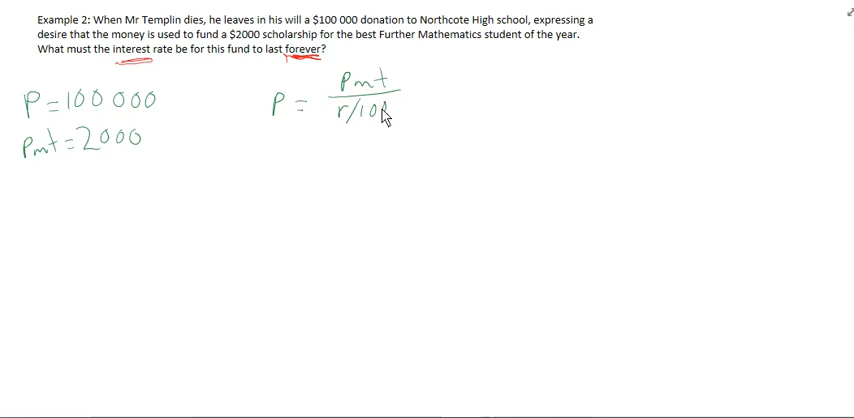 Example 2: When Mr Templin dies, he leaves in his will a $100 000 donation to Northcote High school, expressing a
desire that the money is used to fund a $2000 scholarship for the best Further Mathematics student of the year.
What must the interest rate be for this fund to last forever?
P = 100 000
Pmt = 2000
P = Pmt
r/100